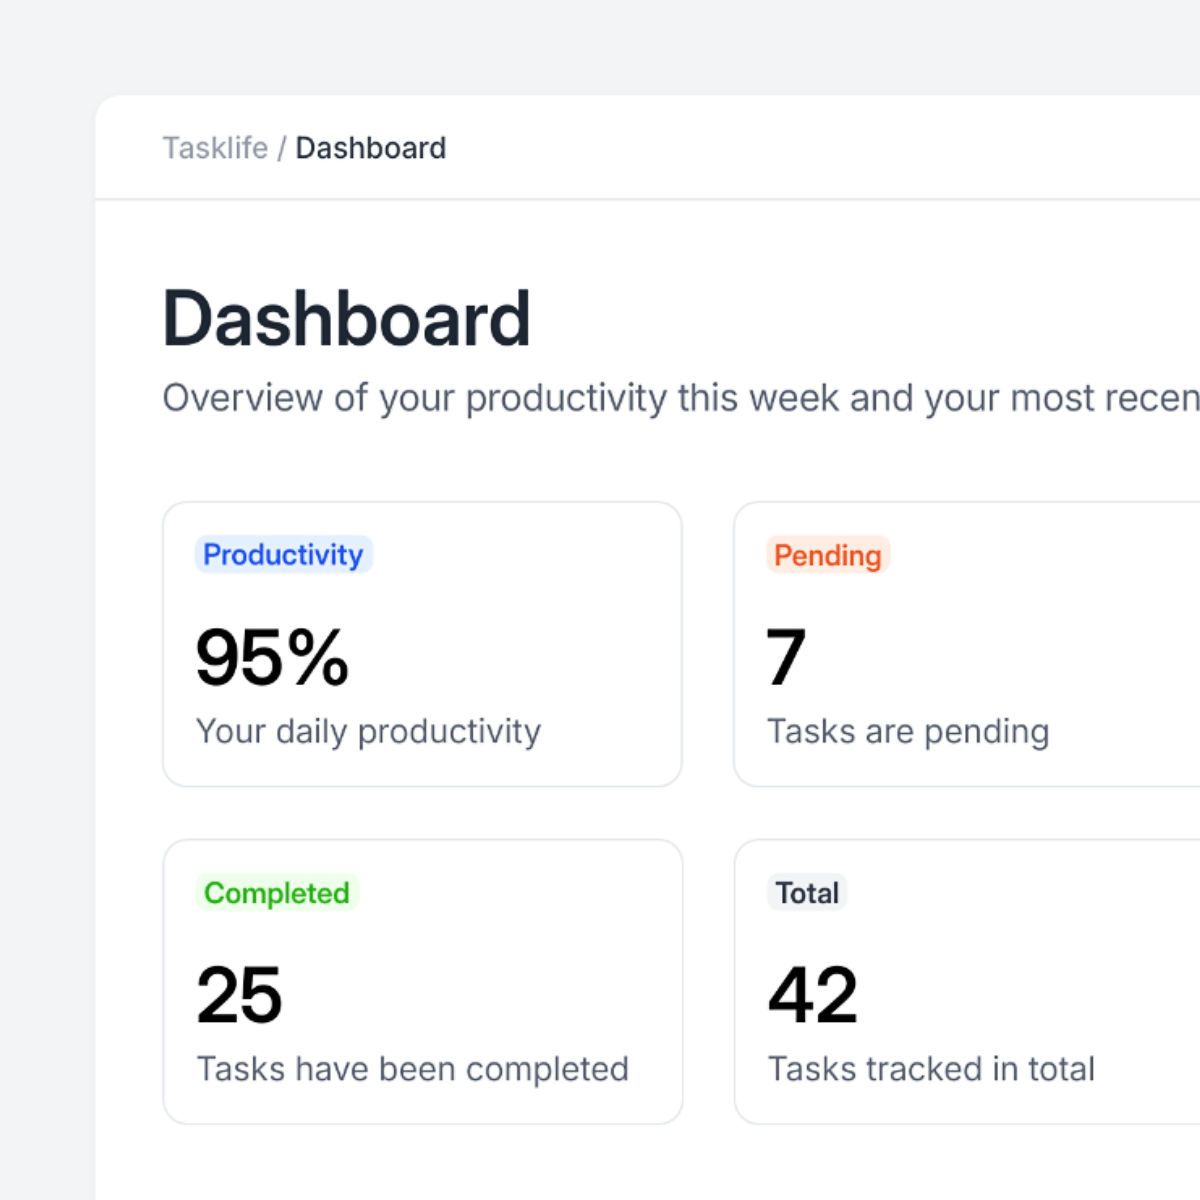 Tasklife / Dashboard
Dashboard
Overview of your productivity this week and your most recen
Productivity
95%
Your daily productivity
Pending
7
Tasks are pending
Completed
25
Tasks have been completed
Total
42
Tasks tracked in total